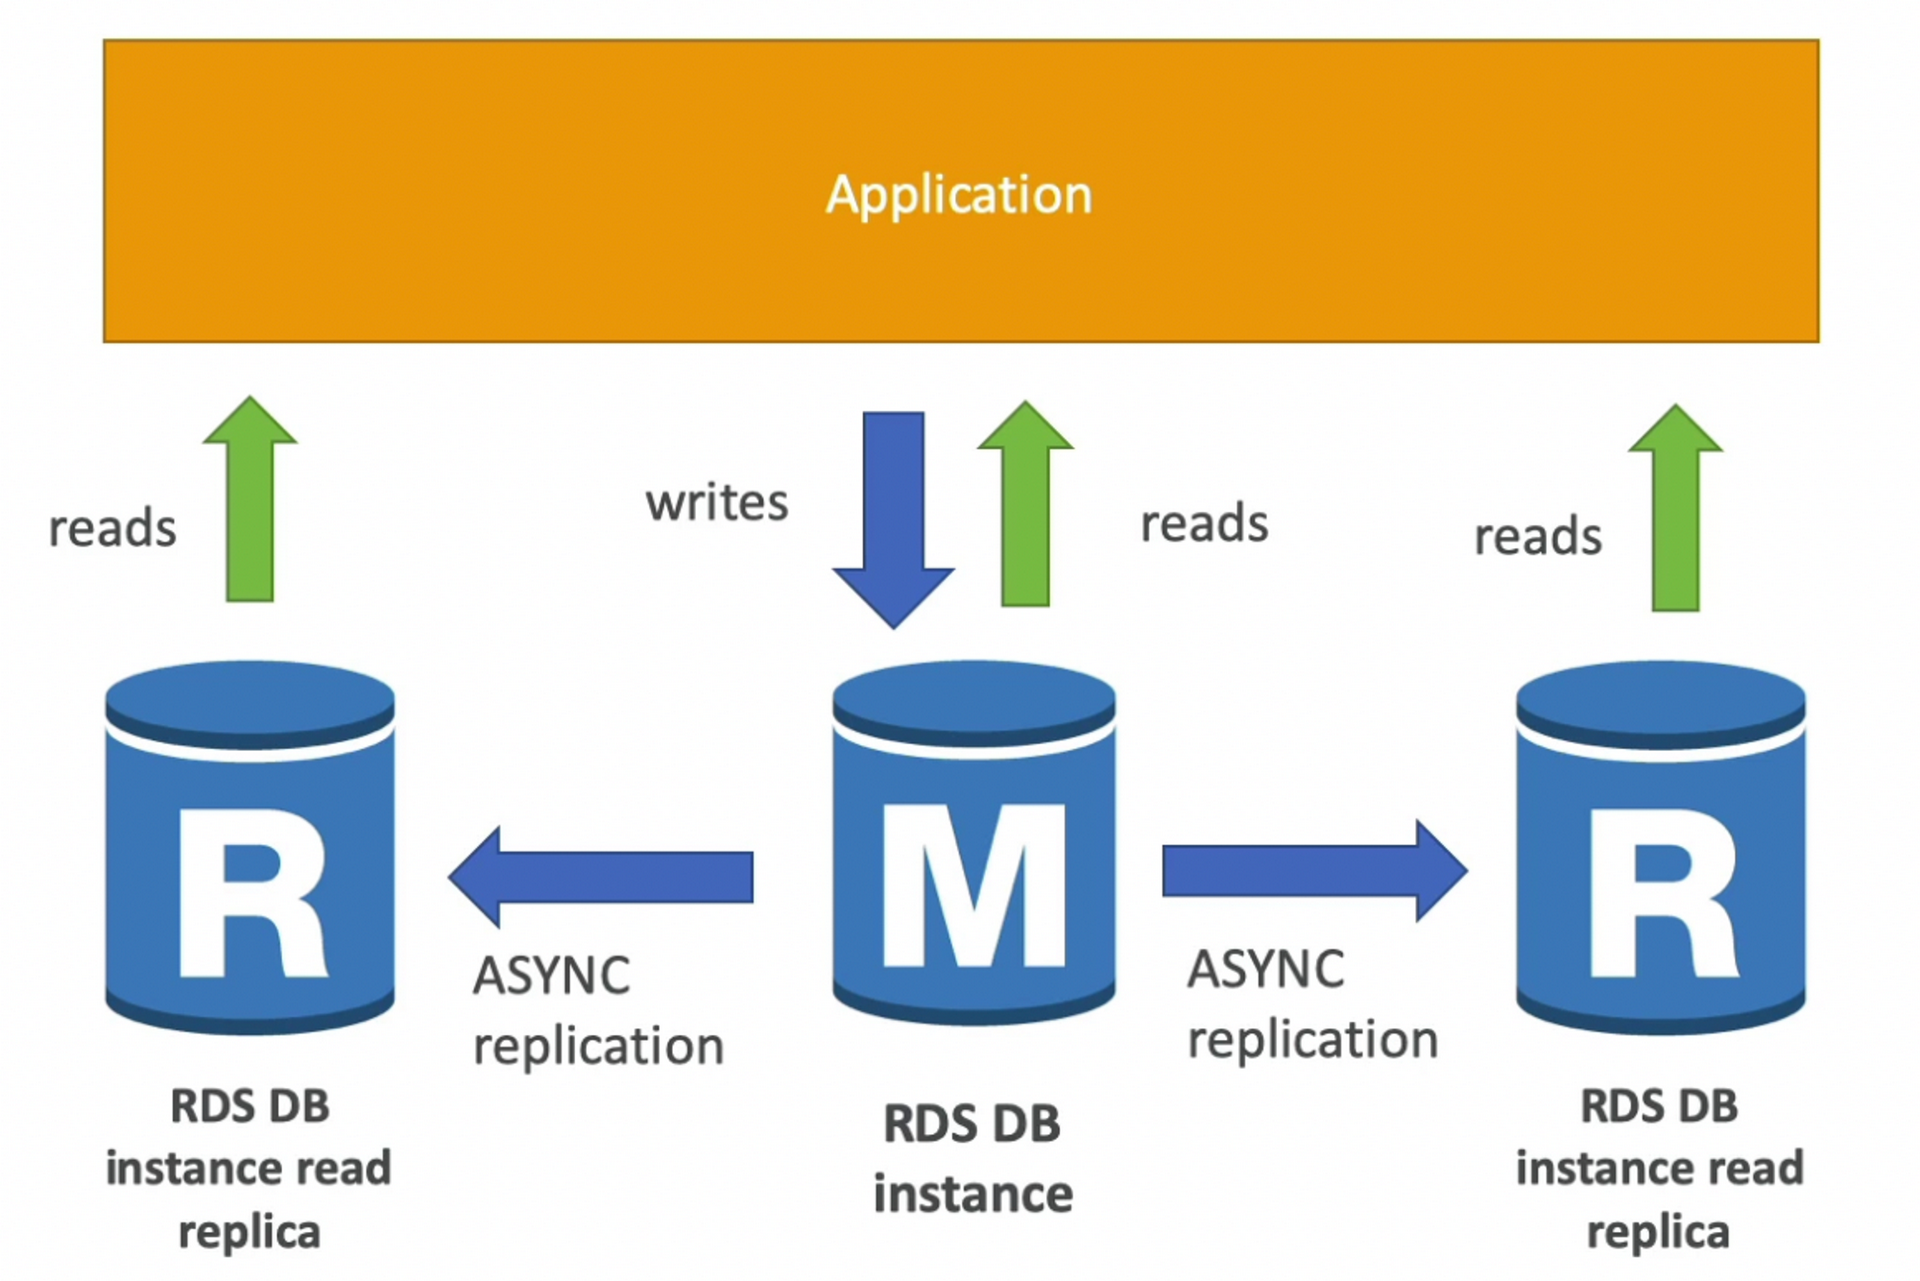 Application
reads
writes
reads
reads
R
M
R
ASYNC
replication
ASYNC
replication
RDS DB
instance read
replica
RDS DB
instance
RDS DB
instance read
replica